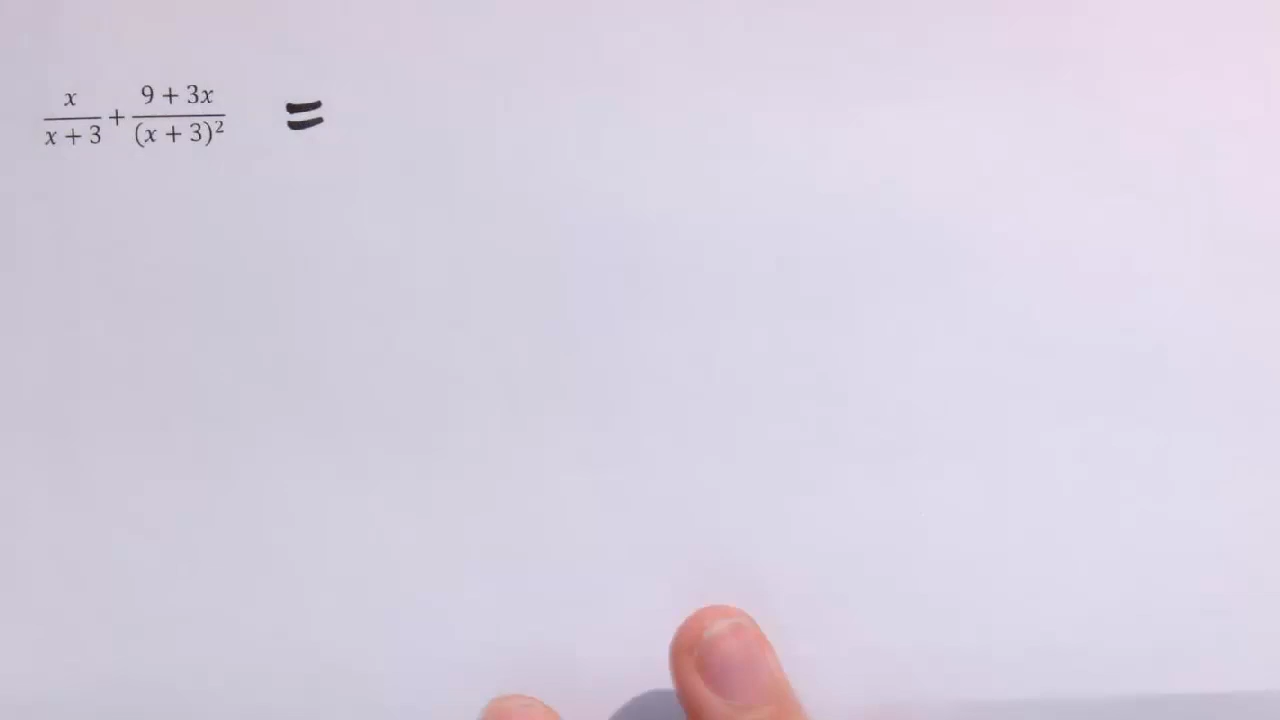 x/(x + 3) + (9 + 3x)/(x + 3)² =